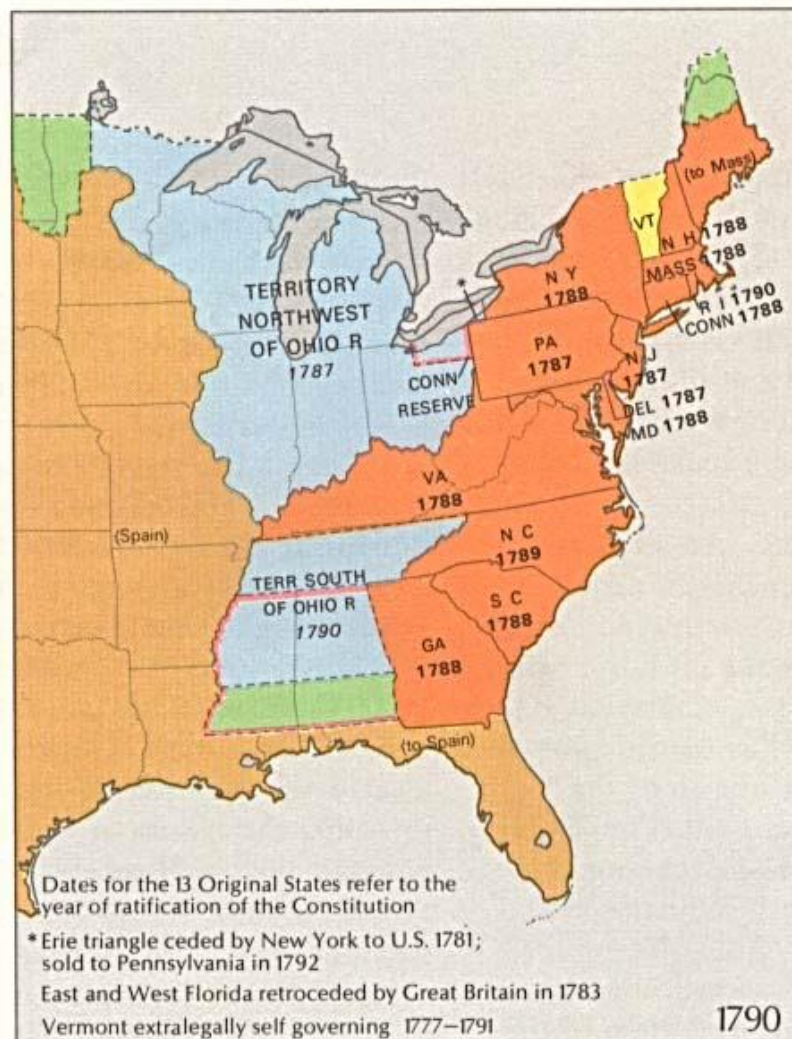 (to Mass)
VT
N H 1788
MASS 1788
R I 1790
CONN 1788
N Y
1788
TERRITORY
NORTHWEST
OF OHIO R
1787
*
PA
1787
N J
1787
CONN
RESERVE
DEL 1787
MD 1788
VA
1788
(Spain)
N C
1789
TERR SOUTH
OF OHIO R
1790
S C
1788
GA
1788
(to Spain)
Dates for the 13 Original States refer to the
year of ratification of the Constitution
* Erie triangle ceded by New York to U.S. 1781;
sold to Pennsylvania in 1792
East and West Florida retroceded by Great Britain in 1783
Vermont extralegally self governing 1777–1791
1790